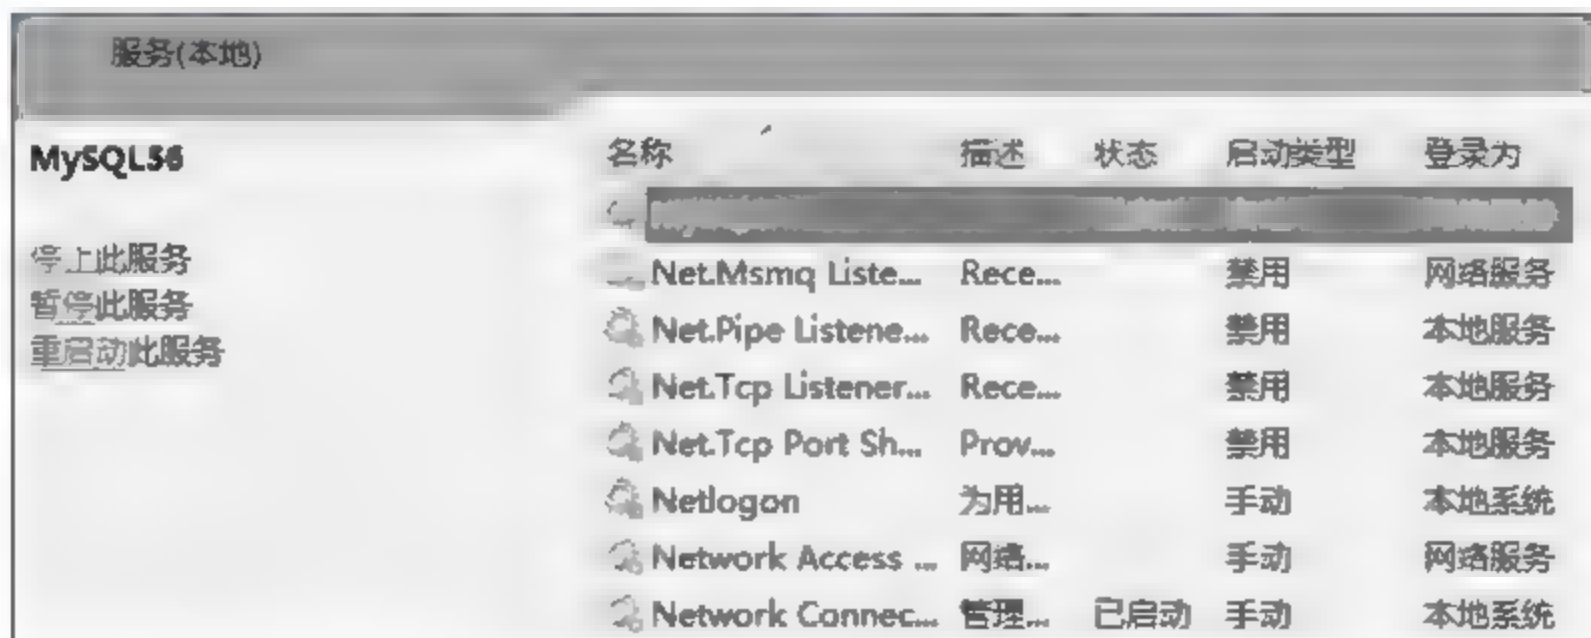 服务(本地)
MySQL56
停止此服务
暂停此服务
重启动此服务
名称 描述 状态 启动类型 登录为
Net.Msmq Liste... Rece... 禁用 网络服务
Net.Pipe Listene... Rece... 禁用 本地服务
Net.Tcp Listener... Rece... 禁用 本地服务
Net.Tcp Port Sh... Prov... 禁用 本地服务
Netlogon 为用... 手动 本地系统
Network Access ... 网络... 手动 网络服务
Network Connec... 管理... 已启动 手动 本地系统